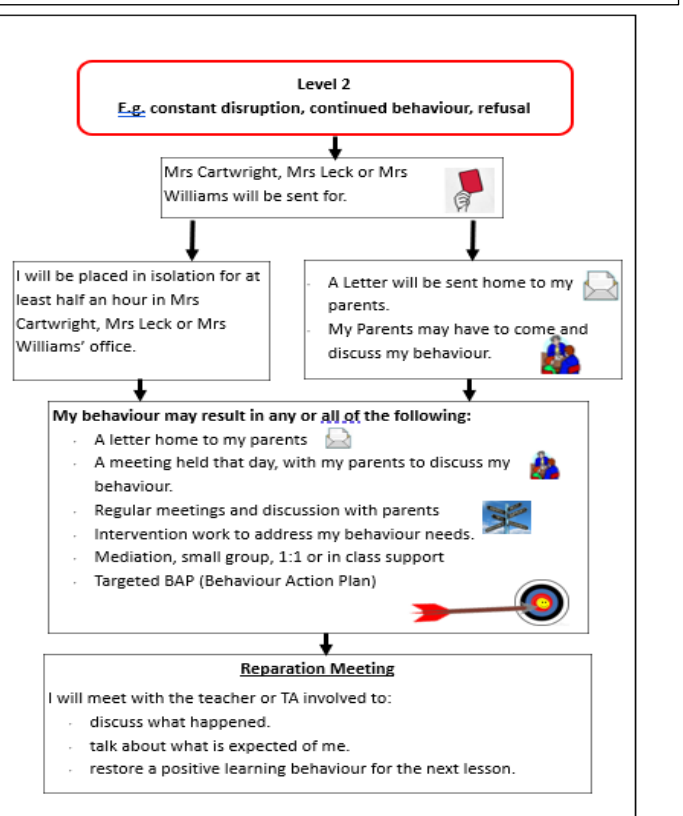 Level 2
E.g. constant disruption, continued behaviour, refusal
Mrs Cartwright, Mrs Leck or Mrs
Williams will be sent for.
I will be placed in isolation for at
least half an hour in Mrs
Cartwright, Mrs Leck or Mrs
Williams' office.
· A Letter will be sent home to my
parents.
· My Parents may have to come and
discuss my behaviour.
My behaviour may result in any or all of the following:
· A letter home to my parents
· A meeting held that day, with my parents to discuss my
behaviour.
· Regular meetings and discussion with parents
· Intervention work to address my behaviour needs.
· Mediation, small group, 1:1 or in class support
· Targeted BAP (Behaviour Action Plan)
Reparation Meeting
I will meet with the teacher or TA involved to:
· discuss what happened.
· talk about what is expected of me.
· restore a positive learning behaviour for the next lesson.